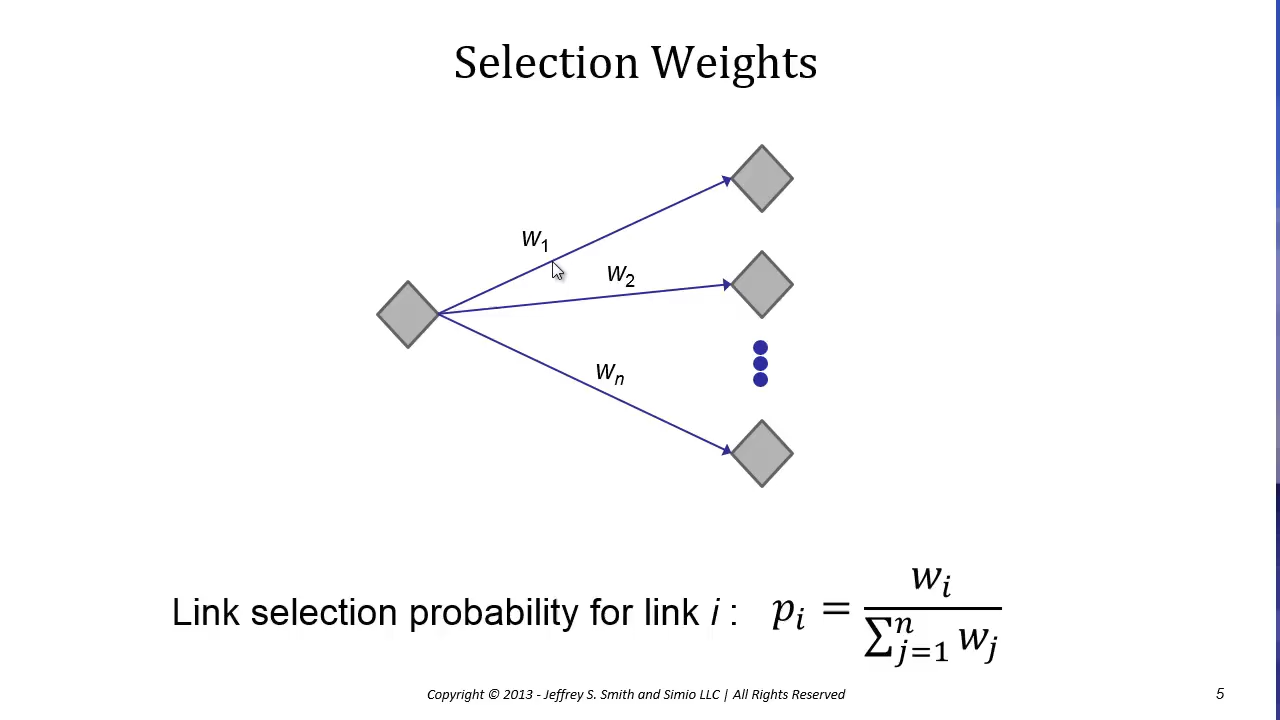 Selection Weights
w1
w2
wn
Link selection probability for link i : pi = wi / ∑nj=1 wj
Copyright © 2013 - Jeffrey S. Smith and Simio LLC | All Rights Reserved
5